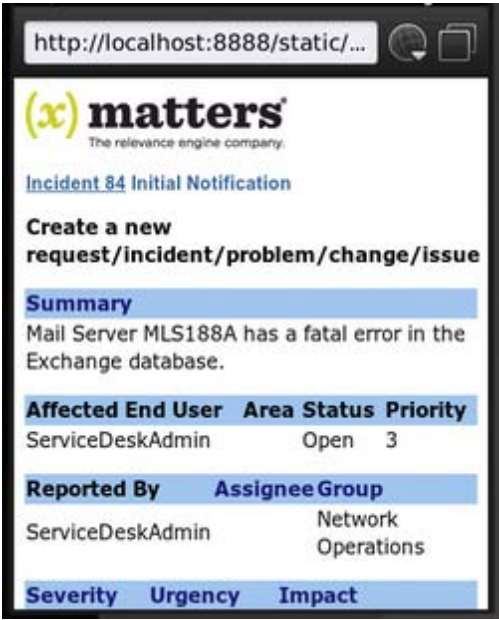 http://localhost:8888/static/...
(x) matters
The relevance engine company.
Incident 84 Initial Notification
Create a new
request/incident/problem/change/issue
Summary
Mail Server MLS188A has a fatal error in the
Exchange database.
Affected End User Area Status Priority
ServiceDeskAdmin Open 3
Reported By Assignee Group
ServiceDeskAdmin Network
Operations
Severity Urgency Impact